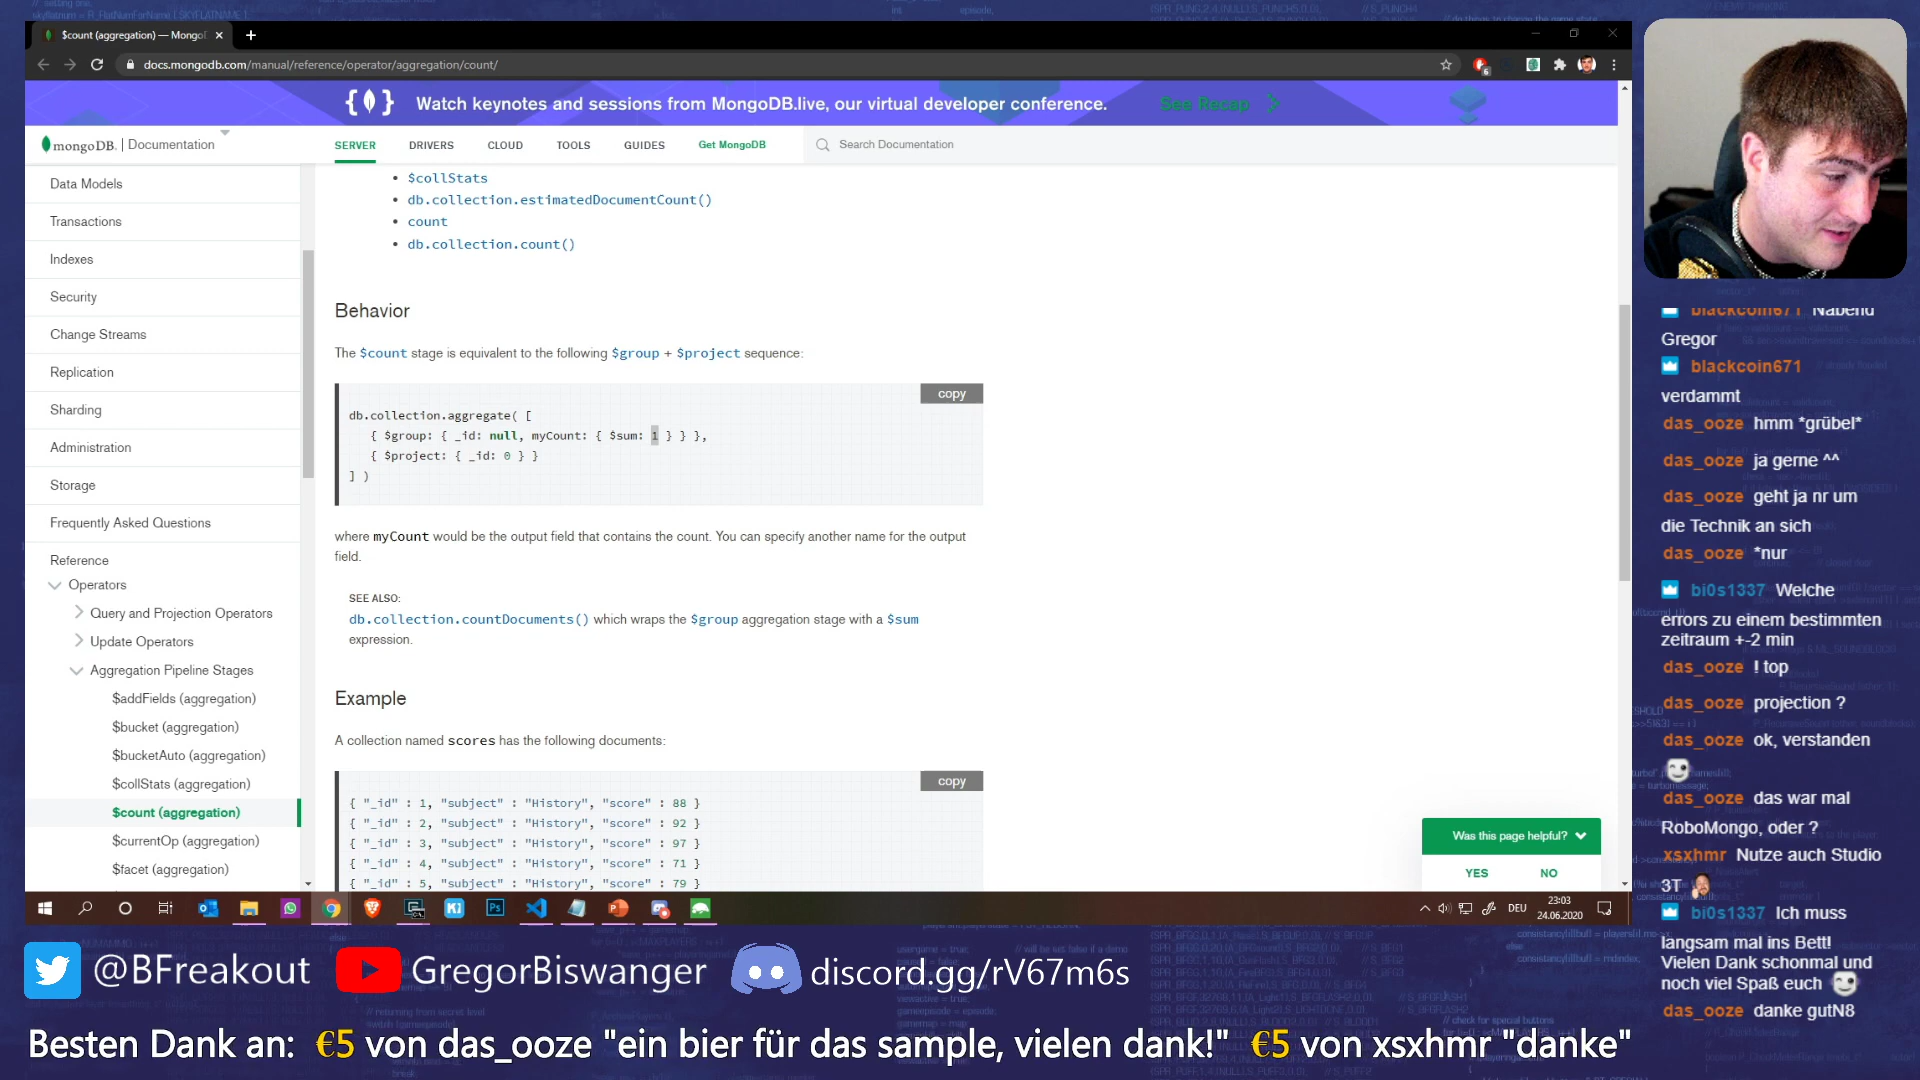 $count (aggregation) — Mongo
docs.mongodb.com/manual/reference/operator/aggregation/count/
6
Watch keynotes and sessions from MongoDB.live, our virtual developer conference.
See Recap
mongoDB. | Documentation
SERVER
DRIVERS
CLOUD
TOOLS
GUIDES
Get MongoDB
Search Documentation
Data Models
Transactions
Indexes
Security
Change Streams
Replication
Sharding
Administration
Storage
Frequently Asked Questions
Reference
Operators
Query and Projection Operators
Update Operators
Aggregation Pipeline Stages
$addFields (aggregation)
$bucket (aggregation)
$bucketAuto (aggregation)
$collStats (aggregation)
$count (aggregation)
$currentOp (aggregation)
$facet (aggregation)
• $collStats
• db.collection.estimatedDocumentCount()
• count
• db.collection.count()
Behavior
The $count stage is equivalent to the following $group + $project sequence:
copy
db.collection.aggregate( [
{ $group: { _id: null, myCount: { $sum: 1 } } },
{ $project: { _id: 0 } }
] )
where myCount would be the output field that contains the count. You can specify another name for the output
field.
SEE ALSO:
db.collection.countDocuments() which wraps the $group aggregation stage with a $sum
expression.
Example
A collection named scores has the following documents:
copy
{ "_id" : 1, "subject" : "History", "score" : 88 }
{ "_id" : 2, "subject" : "History", "score" : 92 }
{ "_id" : 3, "subject" : "History", "score" : 97 }
{ "_id" : 4, "subject" : "History", "score" : 71 }
{ "_id" : 5, "subject" : "History", "score" : 79 }
Was this page helpful?
YES
NO
DEU
23:03
24.06.2020
blackcoin671 Nabend
Gregor
blackcoin671
verdammt
das_ooze hmm *grübel*
das_ooze ja gerne ^^
das_ooze geht ja nr um
die Technik an sich
das_ooze *nur
bi0s1337 Welche
errors zu einem bestimmten
zeitraum +-2 min
das_ooze ! top
das_ooze projection ?
das_ooze ok, verstanden
das_ooze das war mal
RoboMongo, oder ?
xsxhmr Nutze auch Studio
3T
bi0s1337 Ich muss
langsam mal ins Bett!
Vielen Dank schonmal und
noch viel Spaß euch
das_ooze danke gutN8
@BFreakout
GregorBiswanger
discord.gg/rV67m6s
Besten Dank an: €5 von das_ooze "ein bier für das sample, vielen dank!" €5 von xsxhmr "danke"